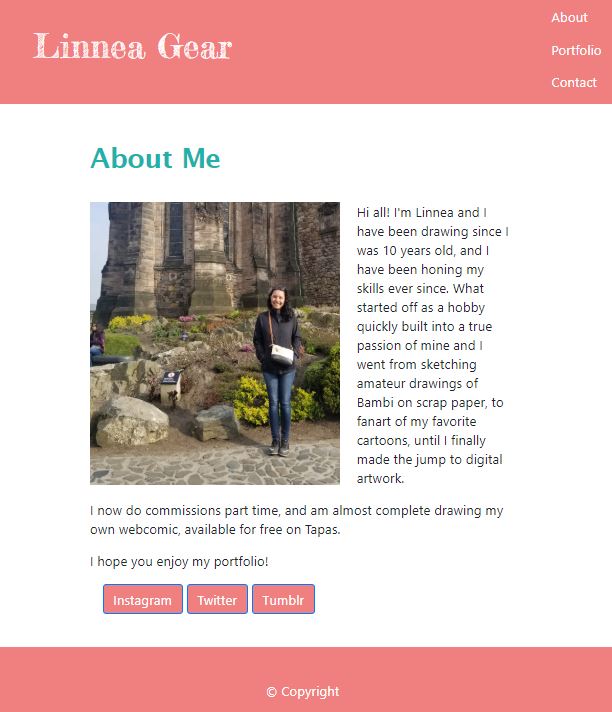 Linnea Gear
About
Portfolio
Contact
About Me
Hi all! I'm Linnea and I
have been drawing since I
was 10 years old, and I
have been honing my
skills ever since. What
started off as a hobby
quickly built into a true
passion of mine and I
went from sketching
amateur drawings of
Bambi on scrap paper, to
fanart of my favorite
cartoons, until I finally
made the jump to digital
artwork.
I now do commissions part time, and am almost complete drawing my
own webcomic, available for free on Tapas.
I hope you enjoy my portfolio!
Instagram Twitter Tumblr
© Copyright